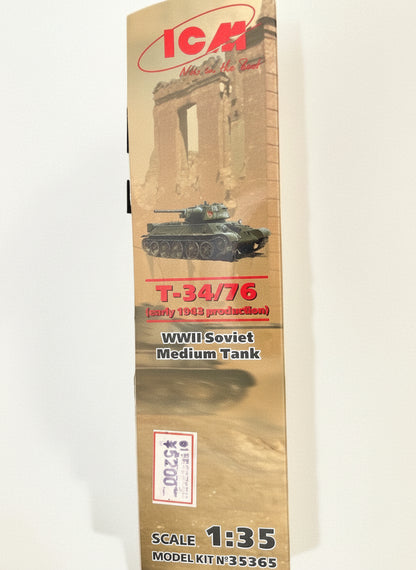 ICM
T-34/76
(early 1943 production)
WWII Soviet
Medium Tank
¥5200
SCALE 1:35
MODEL KIT Nº35365